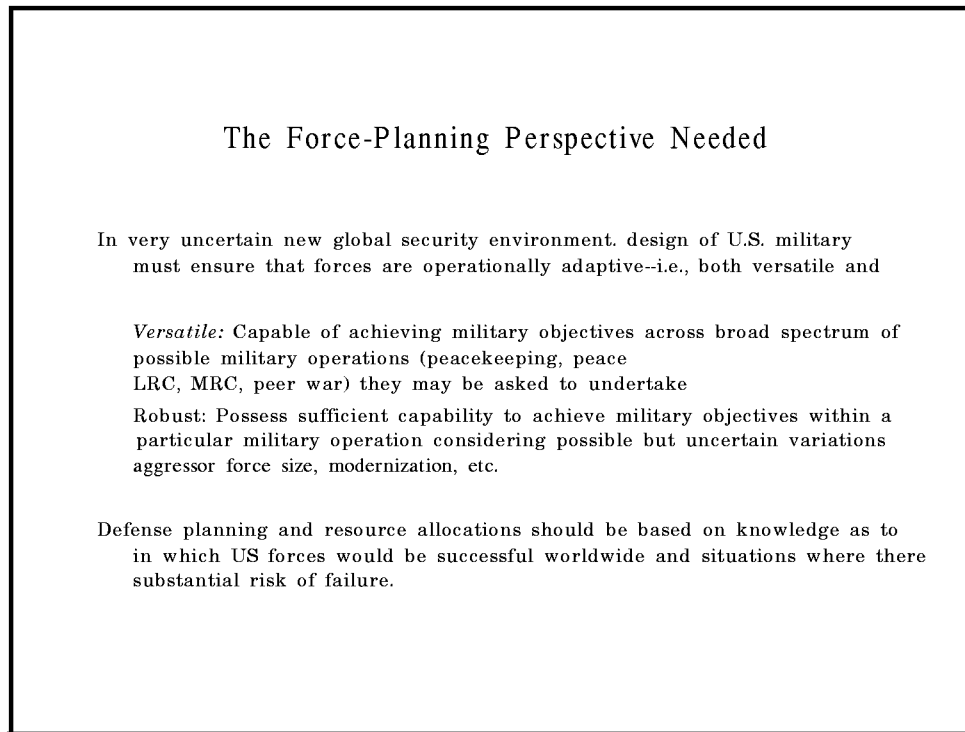 The Force-Planning Perspective Needed
In very uncertain new global security environment. design of U.S. military
must ensure that forces are operationally adaptive--i.e., both versatile and
Versatile: Capable of achieving military objectives across broad spectrum of
possible military operations (peacekeeping, peace
LRC, MRC, peer war) they may be asked to undertake
Robust: Possess sufficient capability to achieve military objectives within a
particular military operation considering possible but uncertain variations
aggressor force size, modernization, etc.
Defense planning and resource allocations should be based on knowledge as to
in which US forces would be successful worldwide and situations where there
substantial risk of failure.